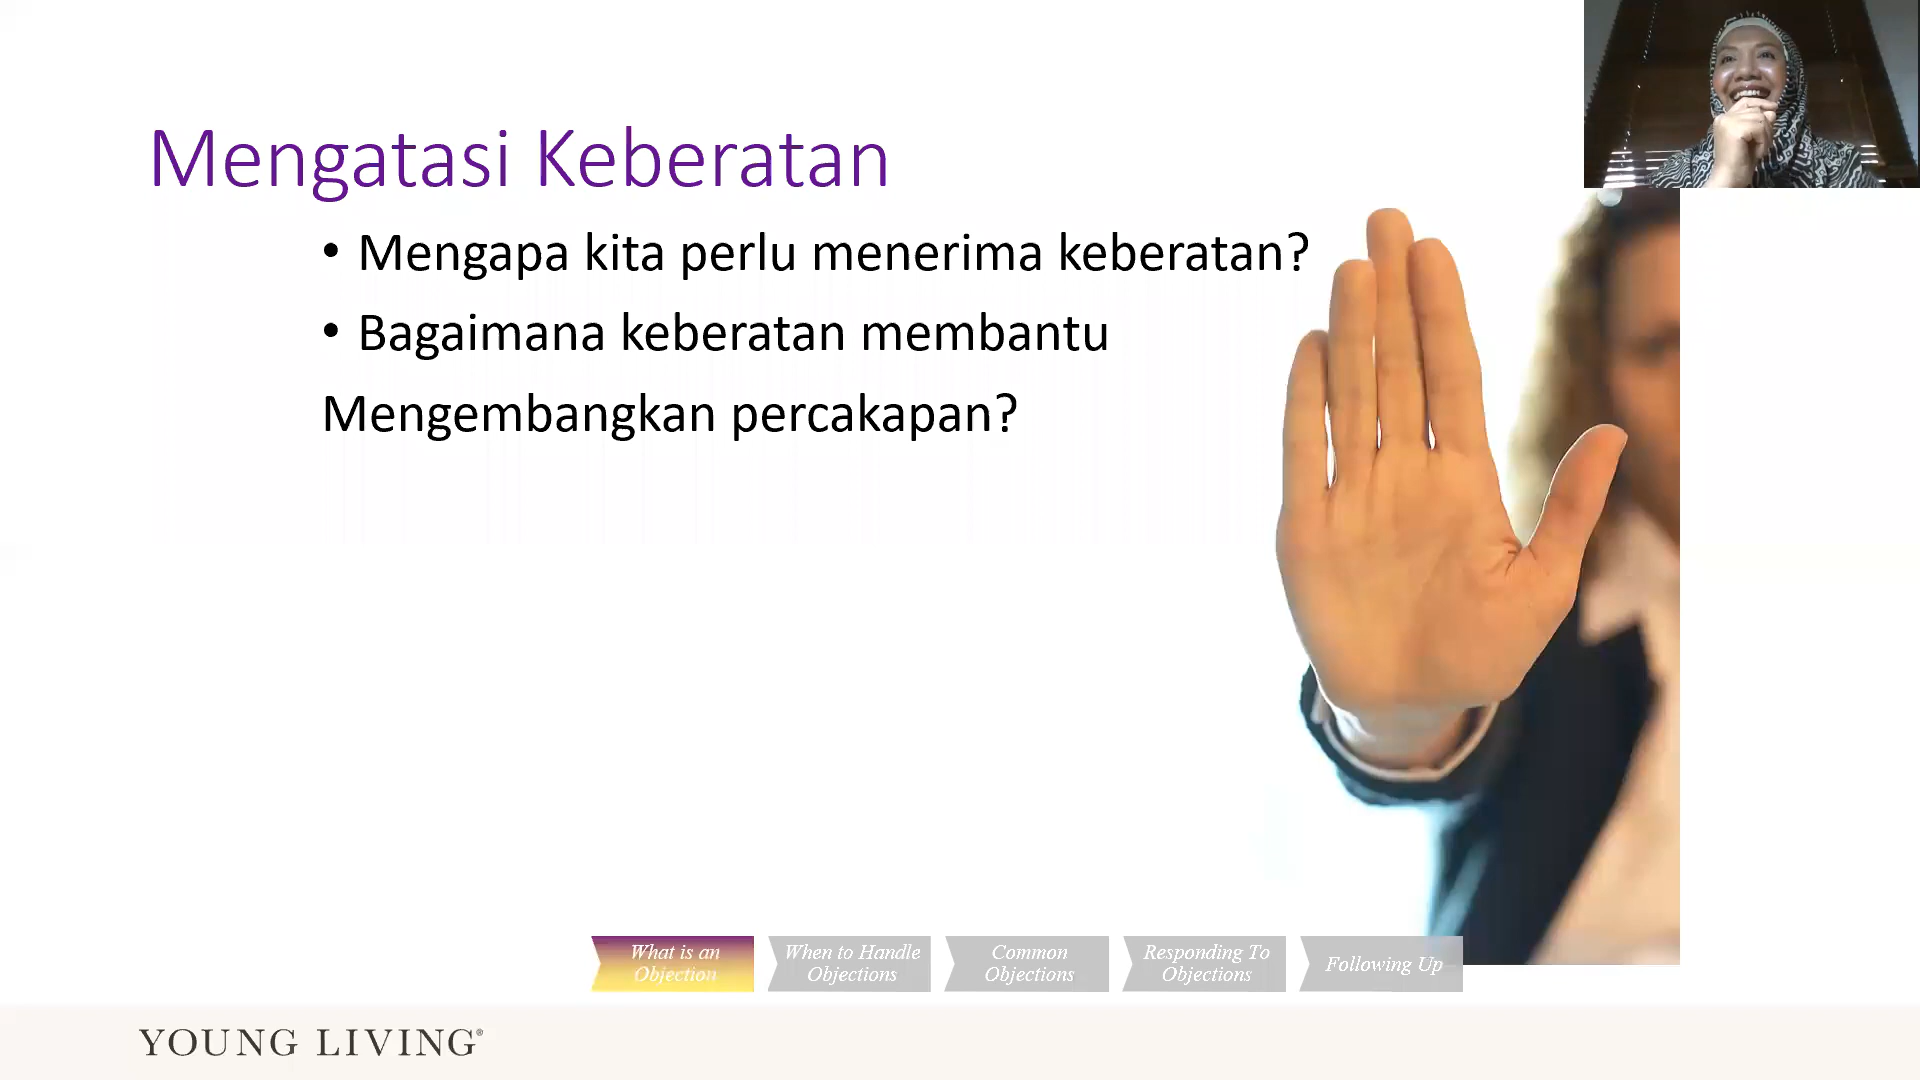 Mengatasi Keberatan
• Mengapa kita perlu menerima keberatan?
• Bagaimana keberatan membantu
Mengembangkan percakapan?
What is an
Objection
When to Handle
Objections
Common
Objections
Responding To
Objections
Following Up
YOUNG LIVING®